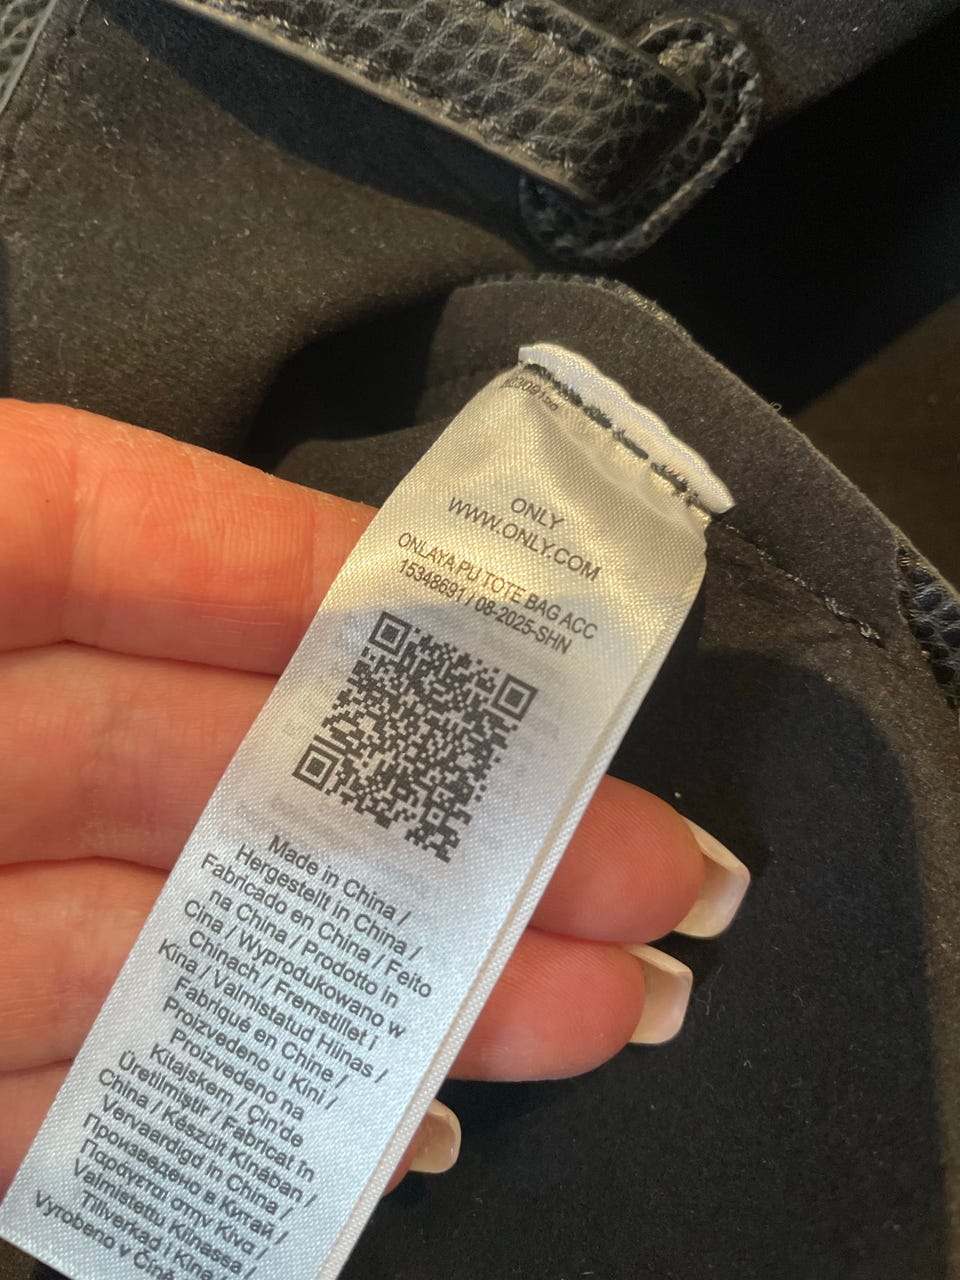 ONLY
WWW.ONLY.COM
ONLAYA PU TOTE BAG ACC
15348691 / 08-2025-SHN
Made in China /
Hergestellt in China /
Fabricado en China / Feito
na China / Prodotto in
Cina / Wyprodukowano w
Chinach / Fremstillet i
Kina / Valmistatud Hiinas /
Fabriqué en Chine /
Proizvedeno u Kini /
Proizvedeno na
Kitajskem / Çin'de
Üretilmiştir / Fabricat în
China / Készült Kínában /
Vervaardigd in China /
Произведено в Китай /
Παράγεται στην Κίνα /
Valmistettu Kiinassa /
Tillverkad i Kina /
Vyrobeno v Číně